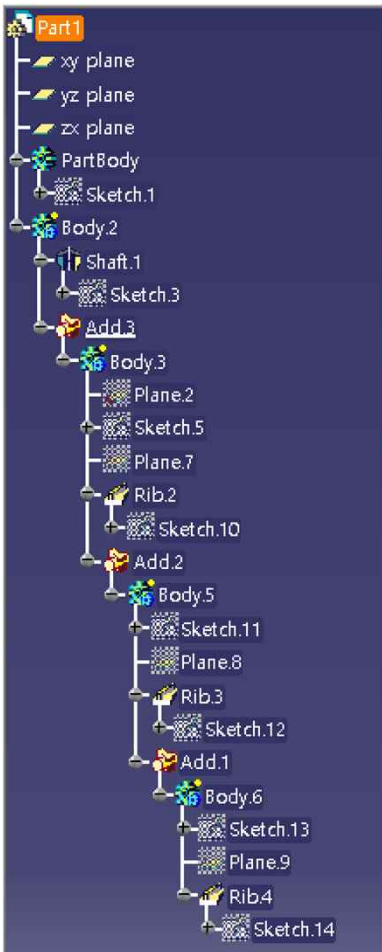 Part1
xy plane
yz plane
zx plane
PartBody
Sketch.1
Body.2
Shaft.1
Sketch.3
Add.3
Body.3
Plane.2
Sketch.5
Plane.7
Rib.2
Sketch.10
Add.2
Body.5
Sketch.11
Plane.8
Rib.3
Sketch.12
Add.1
Body.6
Sketch.13
Plane.9
Rib.4
Sketch.14